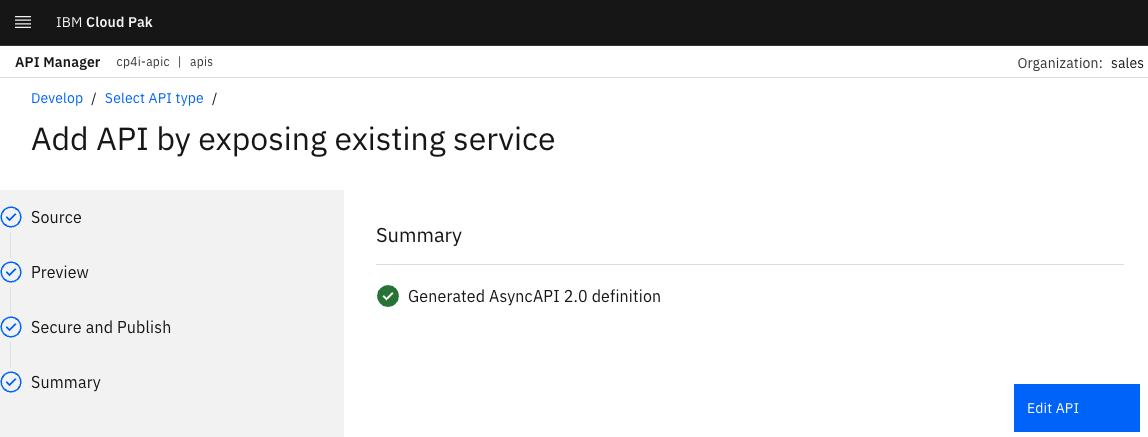 IBM Cloud Pak
API Manager cp4i-apic | apis Organization: sales
Develop / Select API type /
Add API by exposing existing service
Source
Preview
Secure and Publish
Summary
Summary
Generated AsyncAPI 2.0 definition
Edit API